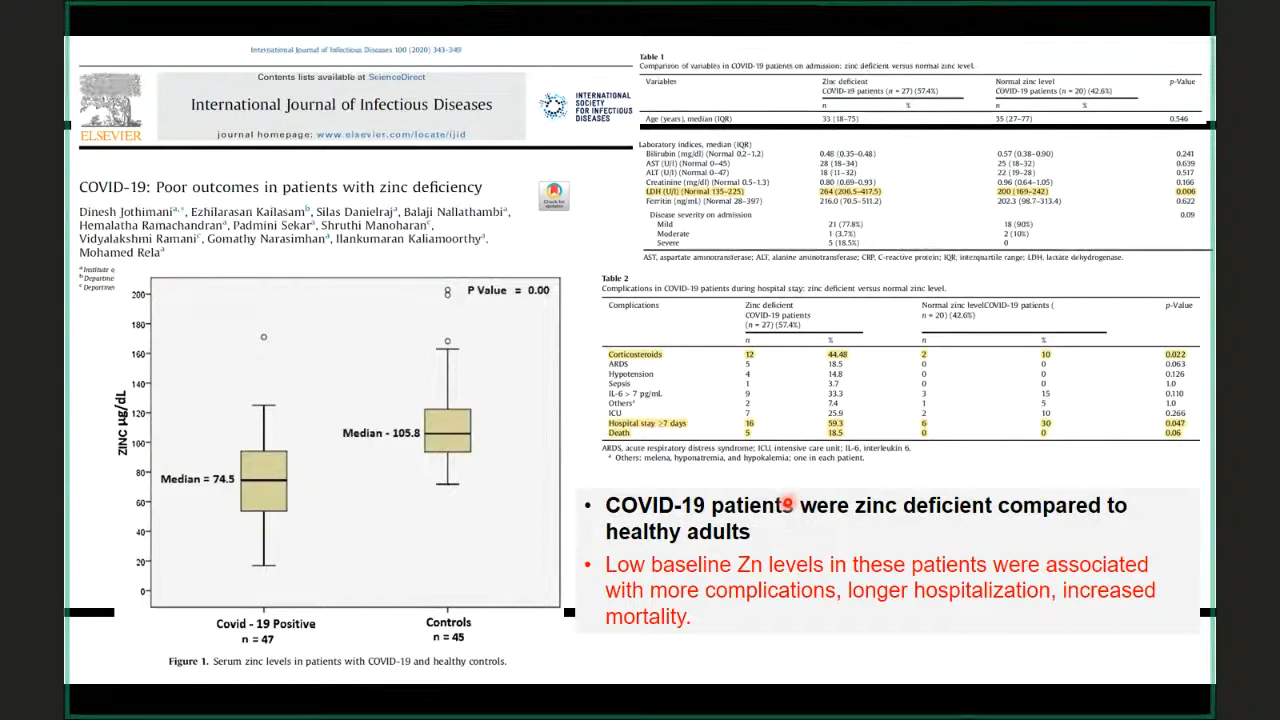 International Journal of Infectious Diseases 100 (2020) 343-349
Contents lists available at ScienceDirect
International Journal of Infectious Diseases
journal homepage: www.elsevier.com/locate/ijid
ELSEVIER
INTERNATIONAL
SOCIETY
FOR INFECTIOUS
DISEASES
COVID-19: Poor outcomes in patients with zinc deficiency
Check for
updates
Dinesh Jothimani a,*, Ezhilarasan Kailasam b, Silas Danielraj a, Balaji Nallathambi a,
Hemalatha Ramachandran a, Padmini Sekar a, Shruthi Manoharan c,
Vidyalakshmi Ramani c, Gomathy Narasimhan a, Ilankumaran Kaliamoorthy a,
Mohamed Rela a
a Institute o
b Departme
c Departmen
P Value = 0.00
ZINC µg/dL
200
180
160
140
120
100
80
60
40
20
0
Median = 74.5
Median - 105.8
Covid - 19 Positive
n = 47
Controls
n = 45
Figure 1. Serum zinc levels in patients with COVID-19 and healthy controls.
Table 1
Comparison of variables in COVID-19 patients on admission: zinc deficient versus normal zinc level.
Variables Zinc deficient Normal zinc level p-Value
COVID-19 patients (n = 27) (57.4%) COVID-19 patients (n = 20) (42.6%)
n % n %
Age (years), median (IQR) 33 (18–75) 35 (27–77) 0.546
Laboratory indices, median (IQR)
Bilirubin (mg/dl) (Normal 0.2–1.2) 0.48 (0.35–0.48) 0.57 (0.38–0.90) 0.241
AST (U/l) (Normal 0–45) 28 (18–34) 25 (18–32) 0.639
ALT (U/l) (Normal 0–47) 18 (11–32) 22 (19–28) 0.517
Creatinine (mg/dl) (Normal 0.5–1.3) 0.80 (0.69–0.93) 0.96 (0.64–1.05) 0.166
LDH (U/l) (Normal 135–225) 264 (206.5–417.5) 200 (169–242) 0.006
Ferritin (ng/mL) (Normal 28–397) 216.0 (70.5–511.2) 202.3 (98.7–313.4) 0.622
Disease severity on admission 0.09
Mild 21 (77.8%) 18 (90%)
Moderate 1 (3.7%) 2 (10%)
Severe 5 (18.5%) 0
AST, aspartate aminotransferase; ALT, alanine aminotransferase; CRP, C-reactive protein; IQR, interquartile range; LDH, lactate dehydrogenase.
Table 2
Complications in COVID-19 patients during hospital stay: zinc deficient versus normal zinc level.
Complications Zinc deficient Normal zinc levelCOVID-19 patients ( p-Value
COVID-19 patients n = 20) (42.6%)
(n = 27) (57.4%)
n % n %
Corticosteroids 12 44.48 2 10 0.022
ARDS 5 18.5 0 0 0.063
Hypotension 4 14.8 0 0 0.126
Sepsis 1 3.7 0 0 1.0
IL-6 > 7 pg/mL 9 33.3 3 15 0.110
Others a 2 7.4 1 5 1.0
ICU 7 25.9 2 10 0.266
Hospital stay ≥7 days 16 59.3 6 30 0.047
Death 5 18.5 0 0 0.06
ARDS, acute respiratory distress syndrome; ICU, intensive care unit; IL-6, interleukin 6.
a Others: melena, hyponatremia, and hypokalemia; one in each patient.
• COVID-19 patients were zinc deficient compared to
healthy adults
• Low baseline Zn levels in these patients were associated
with more complications, longer hospitalization, increased
mortality.